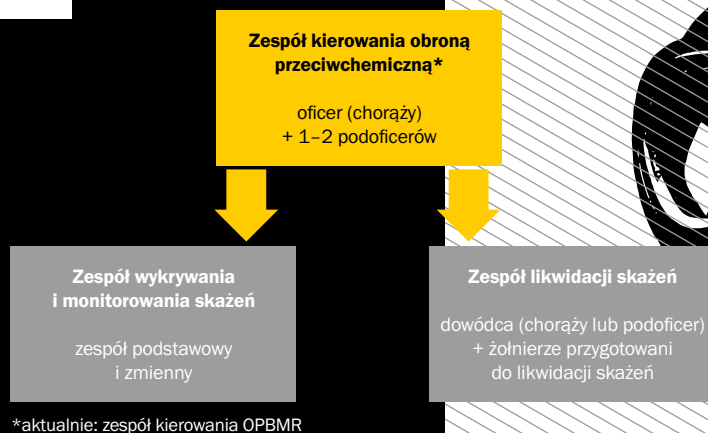 Zespół kierowania obroną
przeciwchemiczną*
oficer (chorąży)
+ 1–2 podoficerów
Zespół wykrywania
i monitorowania skażeń
zespół podstawowy
i zmienny
Zespół likwidacji skażeń
dowódca (chorąży lub podoficer)
+ żołnierze przygotowani
do likwidacji skażeń
*aktualnie: zespół kierowania OPBMR